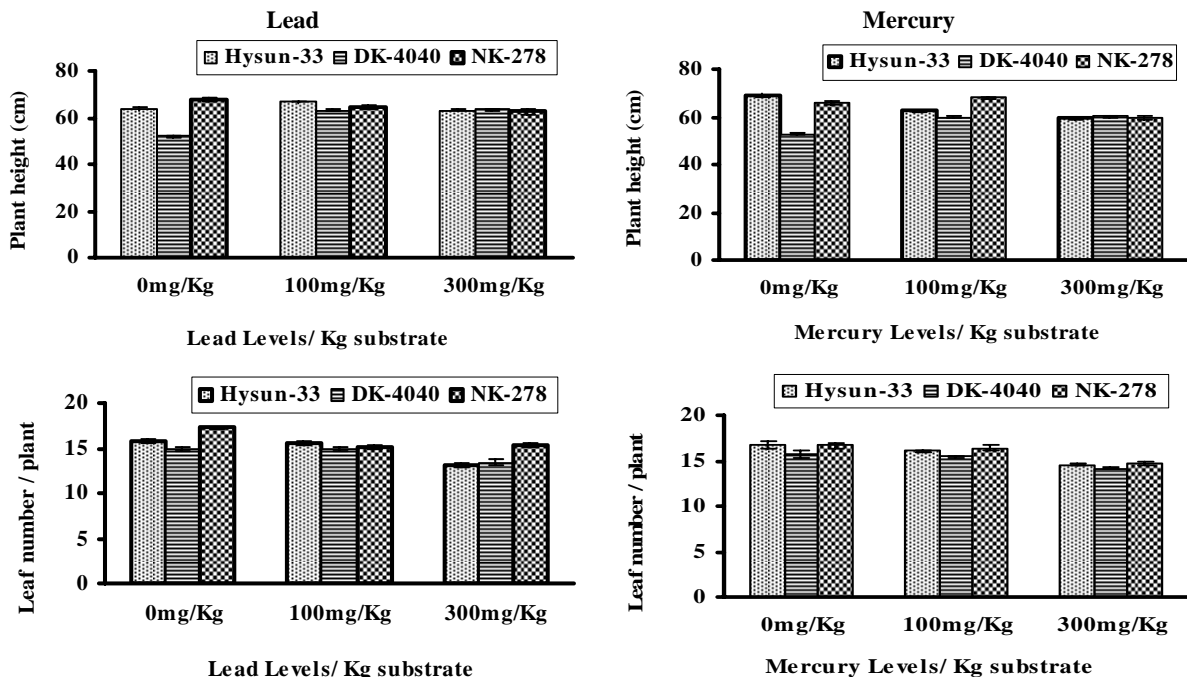 Lead
Hysun-33 DK-4040 NK-278
80
60
40
20
0
Plant height (cm)
0mg/Kg 100mg/Kg 300mg/Kg
Lead Levels/ Kg substrate
Mercury
Hysun-33 DK-4040 NK-278
80
60
40
20
0
Plant height (cm)
0mg/Kg 100mg/Kg 300mg/Kg
Mercury Levels/ Kg substrate
Hysun-33 DK-4040 NK-278
20
15
10
5
0
Leaf number / plant
0mg/Kg 100mg/Kg 300mg/Kg
Lead Levels/ Kg substrate
Hysun-33 DK-4040 NK-278
20
15
10
5
0
Leaf number / plant
0mg/Kg 100mg/Kg 300mg/Kg
Mercury Levels/ Kg substrate